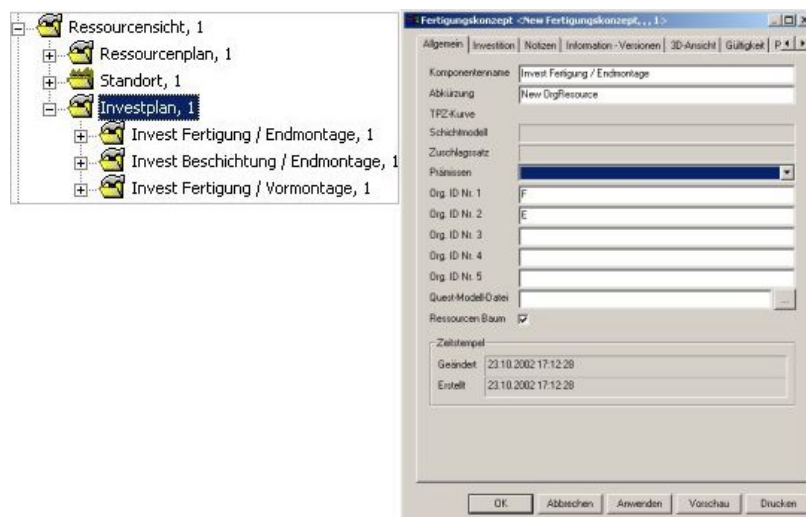 Ressourcensicht, 1
Ressourcenplan, 1
Standort, 1
Investplan, 1
Invest Fertigung / Endmontage, 1
Invest Beschichtung / Endmontage, 1
Invest Fertigung / Vormontage, 1
Fertigungskonzept <New Fertigungskonzept, , , 1>
Allgemein Investition Notizen Information - Versionen 3D-Ansicht Gültigkeit P
Komponentenname Invest Fertigung / Endmontage
Abkürzung New OrgResource
TPZ-Kurve
Schichtmodell
Zuschlagssatz
Prämissen
Org. ID Nr. 1 F
Org. ID Nr. 2 E
Org. ID Nr. 3
Org. ID Nr. 4
Org. ID Nr. 5
Quest-Modell-Datei ...
Ressourcen Baum
Zeitstempel
Geändert 23.10.2002 17:12:28
Erstellt 23.10.2002 17:12:28
OK Abbrechen Anwenden Vorschau Drucken